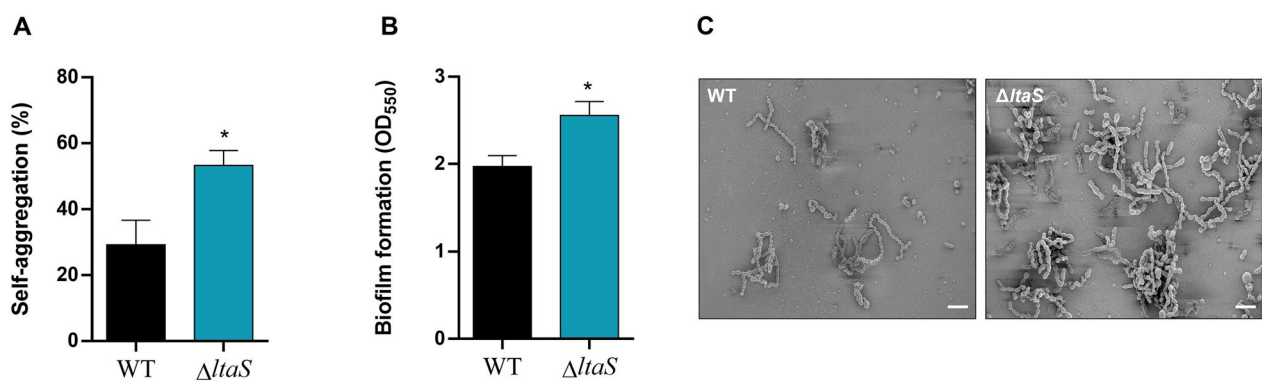 A
Self-aggregation (%)
80
60
40
20
0
*
WT
ΔltaS
B
Biofilm formation (OD550)
3
2
1
0
*
WT
ΔltaS
C
WT
ΔltaS